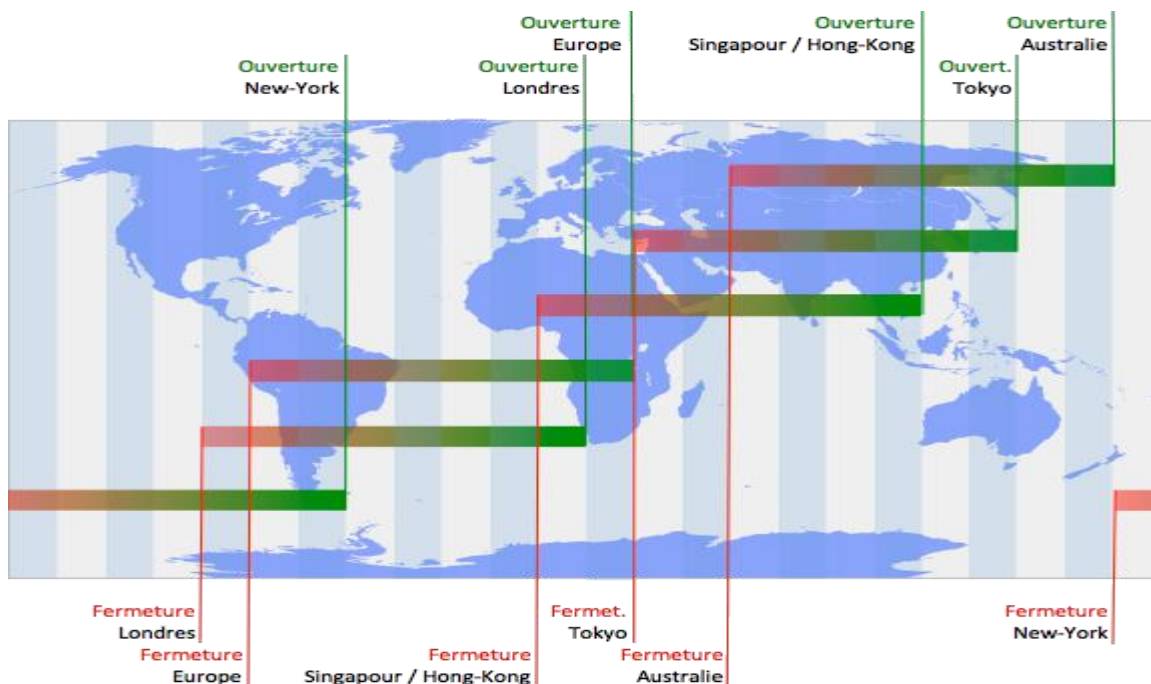 Ouverture
Europe
Ouverture
Singapour / Hong-Kong
Ouverture
Australie
Ouverture
New-York
Ouverture
Londres
Ouvert.
Tokyo
Fermeture
Londres
Fermet.
Tokyo
Fermeture
New-York
Fermeture
Europe
Fermeture
Singapour / Hong-Kong
Fermeture
Australie